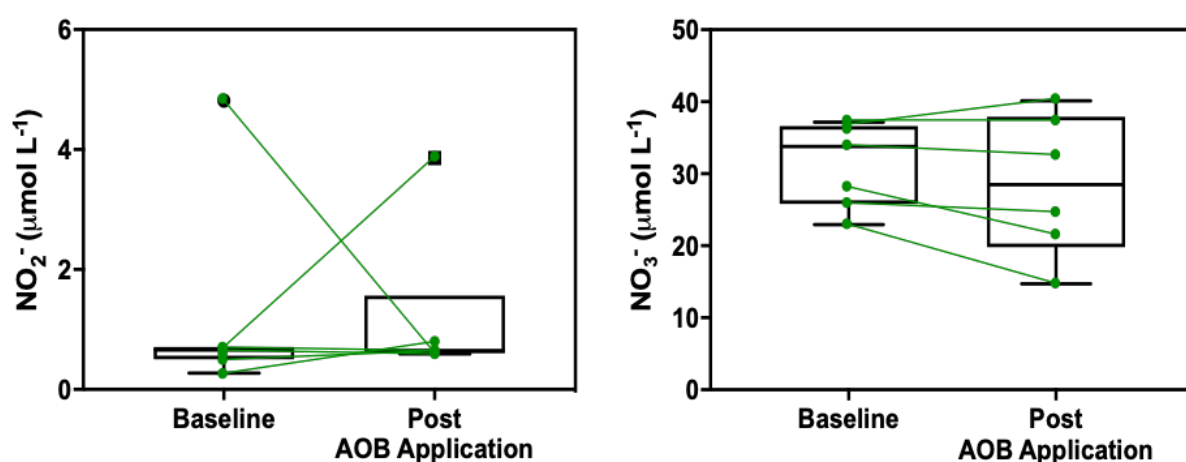 NO₂⁻ (μmol L⁻¹)
6
4
2
0
Baseline
Post
AOB Application
NO₃⁻ (μmol L⁻¹)
50
40
30
20
10
0
Baseline
Post
AOB Application